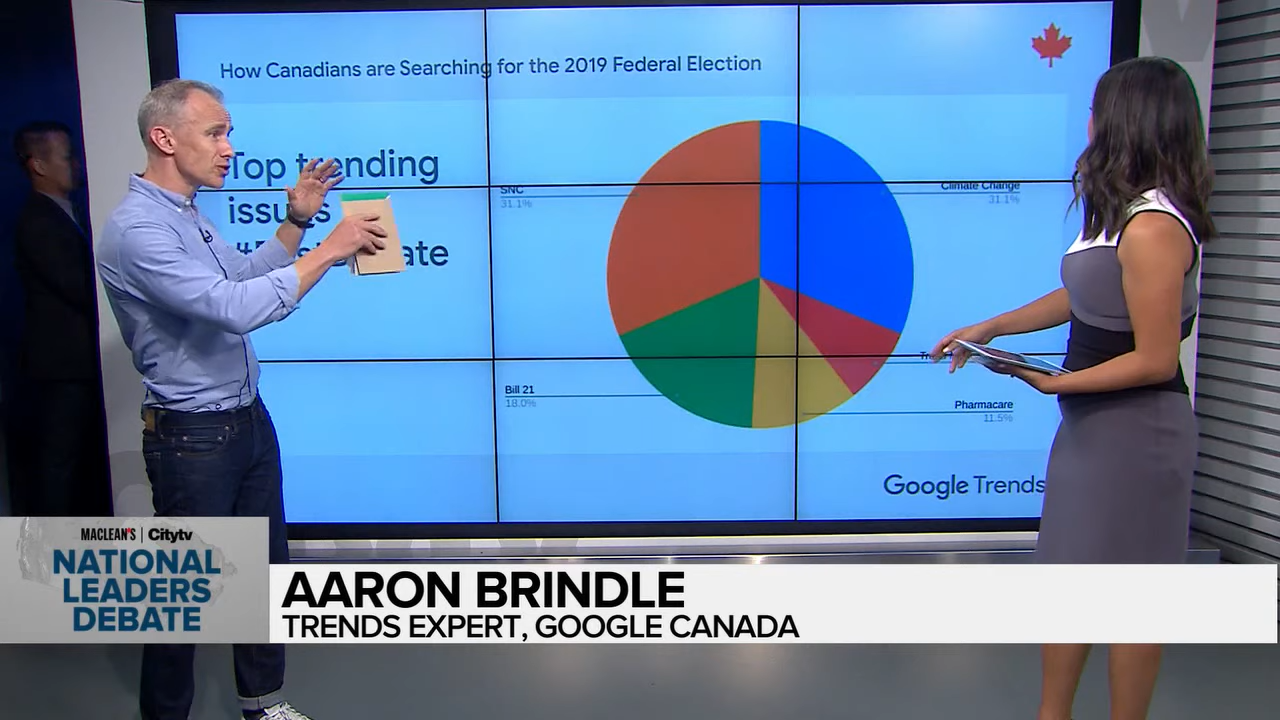 How Canadians are Searching for the 2019 Federal Election
Top trending
issues
SNC
31.1%
Climate Change
31.1%
Bill 21
18.0%
Pharmacare
11.5%
Google Trends
MACLEAN'S | Citytv
NATIONAL
LEADERS
DEBATE
AARON BRINDLE
TRENDS EXPERT, GOOGLE CANADA